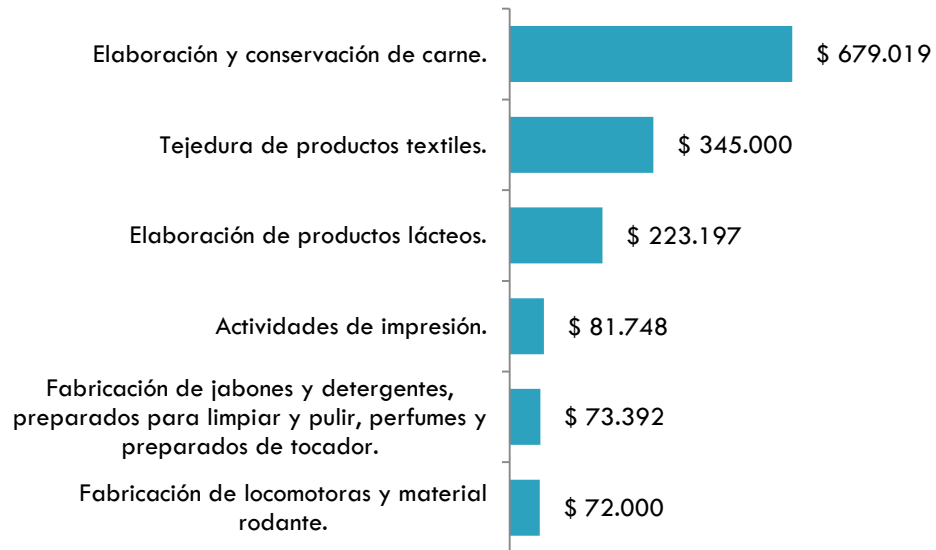 Elaboración y conservación de carne.
$ 679.019
Tejedura de productos textiles.
$ 345.000
Elaboración de productos lácteos.
$ 223.197
Actividades de impresión.
$ 81.748
Fabricación de jabones y detergentes,
preparados para limpiar y pulir, perfumes y
preparados de tocador.
$ 73.392
Fabricación de locomotoras y material
rodante.
$ 72.000